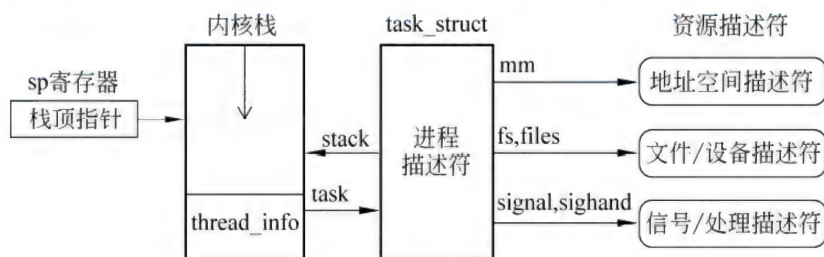 内核栈
task_struct
资源描述符
sp寄存器
栈顶指针
mm
地址空间描述符
stack
进程
描述符
fs,files
文件/设备描述符
task
thread_info
signal,sighand
信号/处理描述符